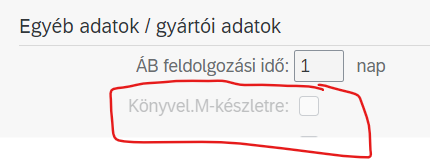 Egyéb adatok / gyártói adatok
ÁB feldolgozási idő: 1 nap
Könyvel.M-készletre: